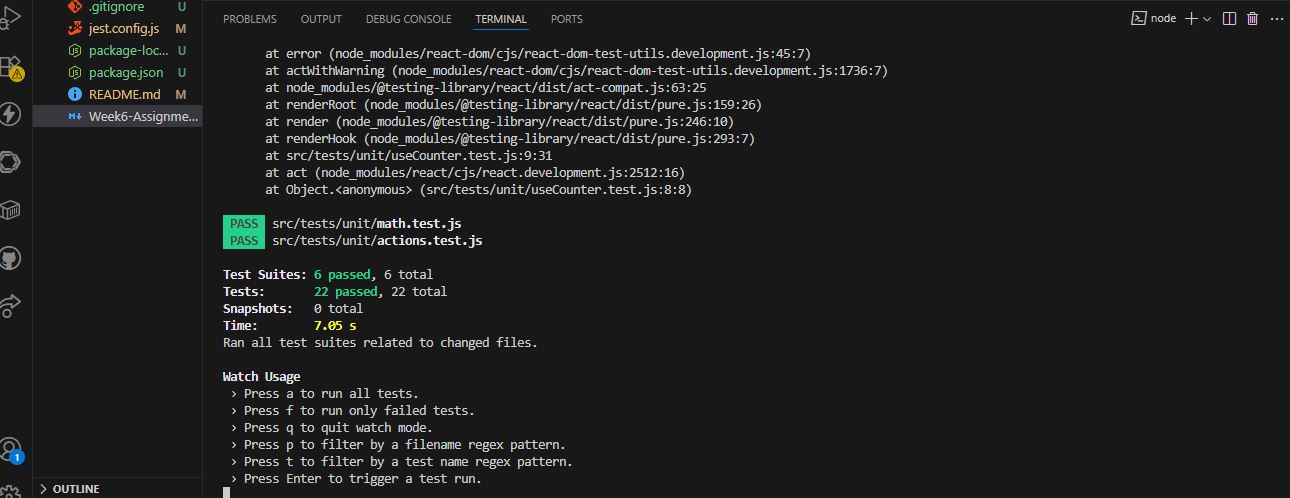 .gitignore U
jest.config.js M
package-loc... U
package.json U
README.md M
Week6-Assignme...
OUTLINE
1
PROBLEMS OUTPUT DEBUG CONSOLE TERMINAL PORTS
node
at error (node_modules/react-dom/cjs/react-dom-test-utils.development.js:45:7)
at actWithWarning (node_modules/react-dom/cjs/react-dom-test-utils.development.js:1736:7)
at node_modules/@testing-library/react/dist/act-compat.js:63:25
at renderRoot (node_modules/@testing-library/react/dist/pure.js:159:26)
at render (node_modules/@testing-library/react/dist/pure.js:246:10)
at renderHook (node_modules/@testing-library/react/dist/pure.js:293:7)
at src/tests/unit/useCounter.test.js:9:31
at act (node_modules/react/cjs/react.development.js:2512:16)
at Object.<anonymous> (src/tests/unit/useCounter.test.js:8:8)
PASS src/tests/unit/math.test.js
PASS src/tests/unit/actions.test.js
Test Suites: 6 passed, 6 total
Tests: 22 passed, 22 total
Snapshots: 0 total
Time: 7.05 s
Ran all test suites related to changed files.
Watch Usage
› Press a to run all tests.
› Press f to run only failed tests.
› Press q to quit watch mode.
› Press p to filter by a filename regex pattern.
› Press t to filter by a test name regex pattern.
› Press Enter to trigger a test run.